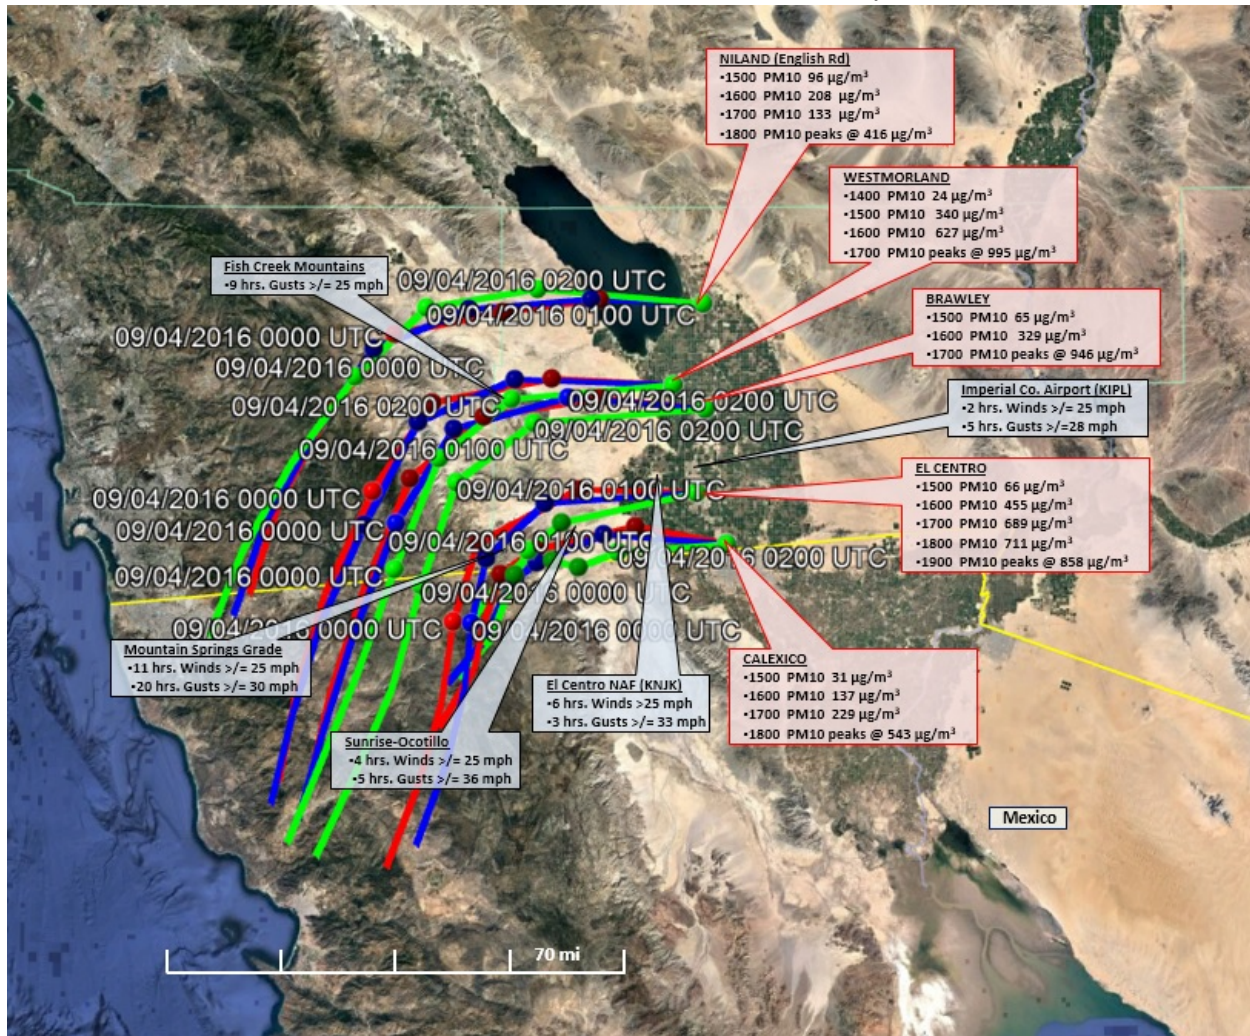 NILAND (English Rd)
•1500 PM10 96 µg/m³
•1600 PM10 208 µg/m³
•1700 PM10 133 µg/m³
•1800 PM10 peaks @ 416 µg/m³
WESTMORLAND
•1400 PM10 24 µg/m³
•1500 PM10 340 µg/m³
•1600 PM10 627 µg/m³
•1700 PM10 peaks @ 995 µg/m³
Fish Creek Mountains
•9 hrs. Gusts >/= 25 mph
09/04/2016 0200 UTC
09/04/2016 0100 UTC
09/04/2016 0000 UTC
09/04/2016 0000 UTC
BRAWLEY
•1500 PM10 65 µg/m³
•1600 PM10 329 µg/m³
•1700 PM10 peaks @ 946 µg/m³
Imperial Co. Airport (KIPL)
•2 hrs. Winds >/= 25 mph
•5 hrs. Gusts >/=28 mph
09/04/2016 0200 UTC
09/04/2016 0200 UTC
09/04/2016 0200 UTC
09/04/2016 0100 UTC
EL CENTRO
•1500 PM10 66 µg/m³
•1600 PM10 455 µg/m³
•1700 PM10 689 µg/m³
•1800 PM10 711 µg/m³
•1900 PM10 peaks @ 858 µg/m³
09/04/2016 0100 UTC
09/04/2016 0000 UTC
09/04/2016 0000 UTC
09/04/2016 0100 UTC
09/04/2016 0200 UTC
09/04/2016 0000 UTC
09/04/2016 0000 UTC
09/04/2016 0000 UTC
09/04/2016 0000 UTC
Mountain Springs Grade
•11 hrs. Winds >/= 25 mph
•20 hrs. Gusts >/= 30 mph
El Centro NAF (KNJK)
•6 hrs. Winds >25 mph
•3 hrs. Gusts >/= 33 mph
CALEXICO
•1500 PM10 31 µg/m³
•1600 PM10 137 µg/m³
•1700 PM10 229 µg/m³
•1800 PM10 peaks @ 543 µg/m³
Sunrise-Ocotillo
•4 hrs. Winds >/= 25 mph
•5 hrs. Gusts >/= 36 mph
Mexico
70 mi